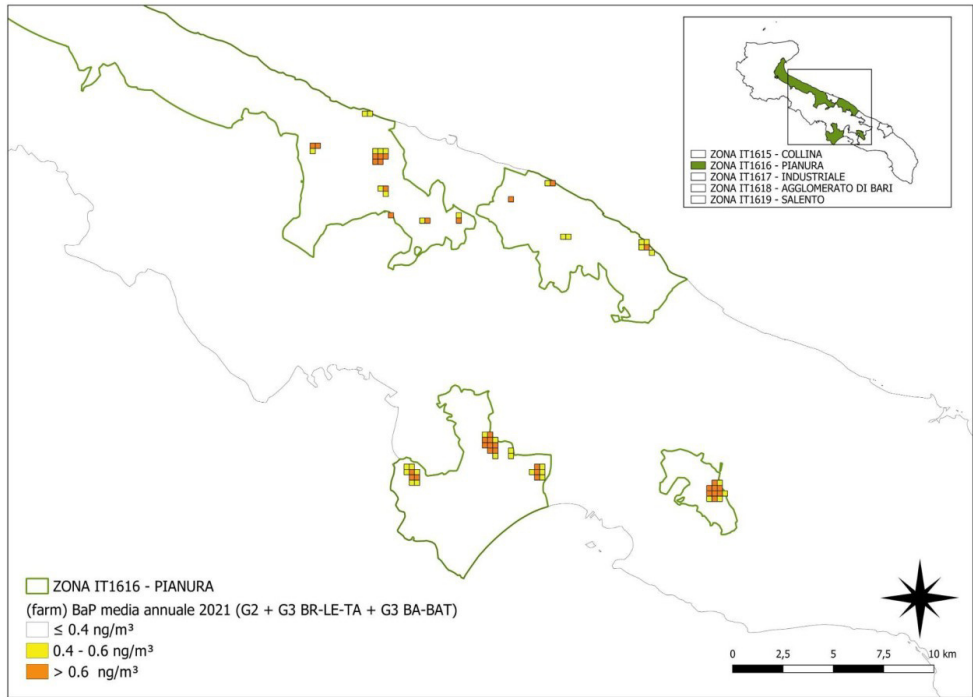 ZONA IT1615 - COLLINA
ZONA IT1616 - PIANURA
ZONA IT1617 - INDUSTRIALE
ZONA IT1618 - AGGLOMERATO DI BARI
ZONA IT1619 - SALENTO
ZONA IT1616 - PIANURA
(farm) BaP media annuale 2021 (G2 + G3 BR-LE-TA + G3 BA-BAT)
≤ 0.4 ng/m³
0.4 - 0.6 ng/m³
> 0.6 ng/m³
0 2,5 5 7,5 10 km